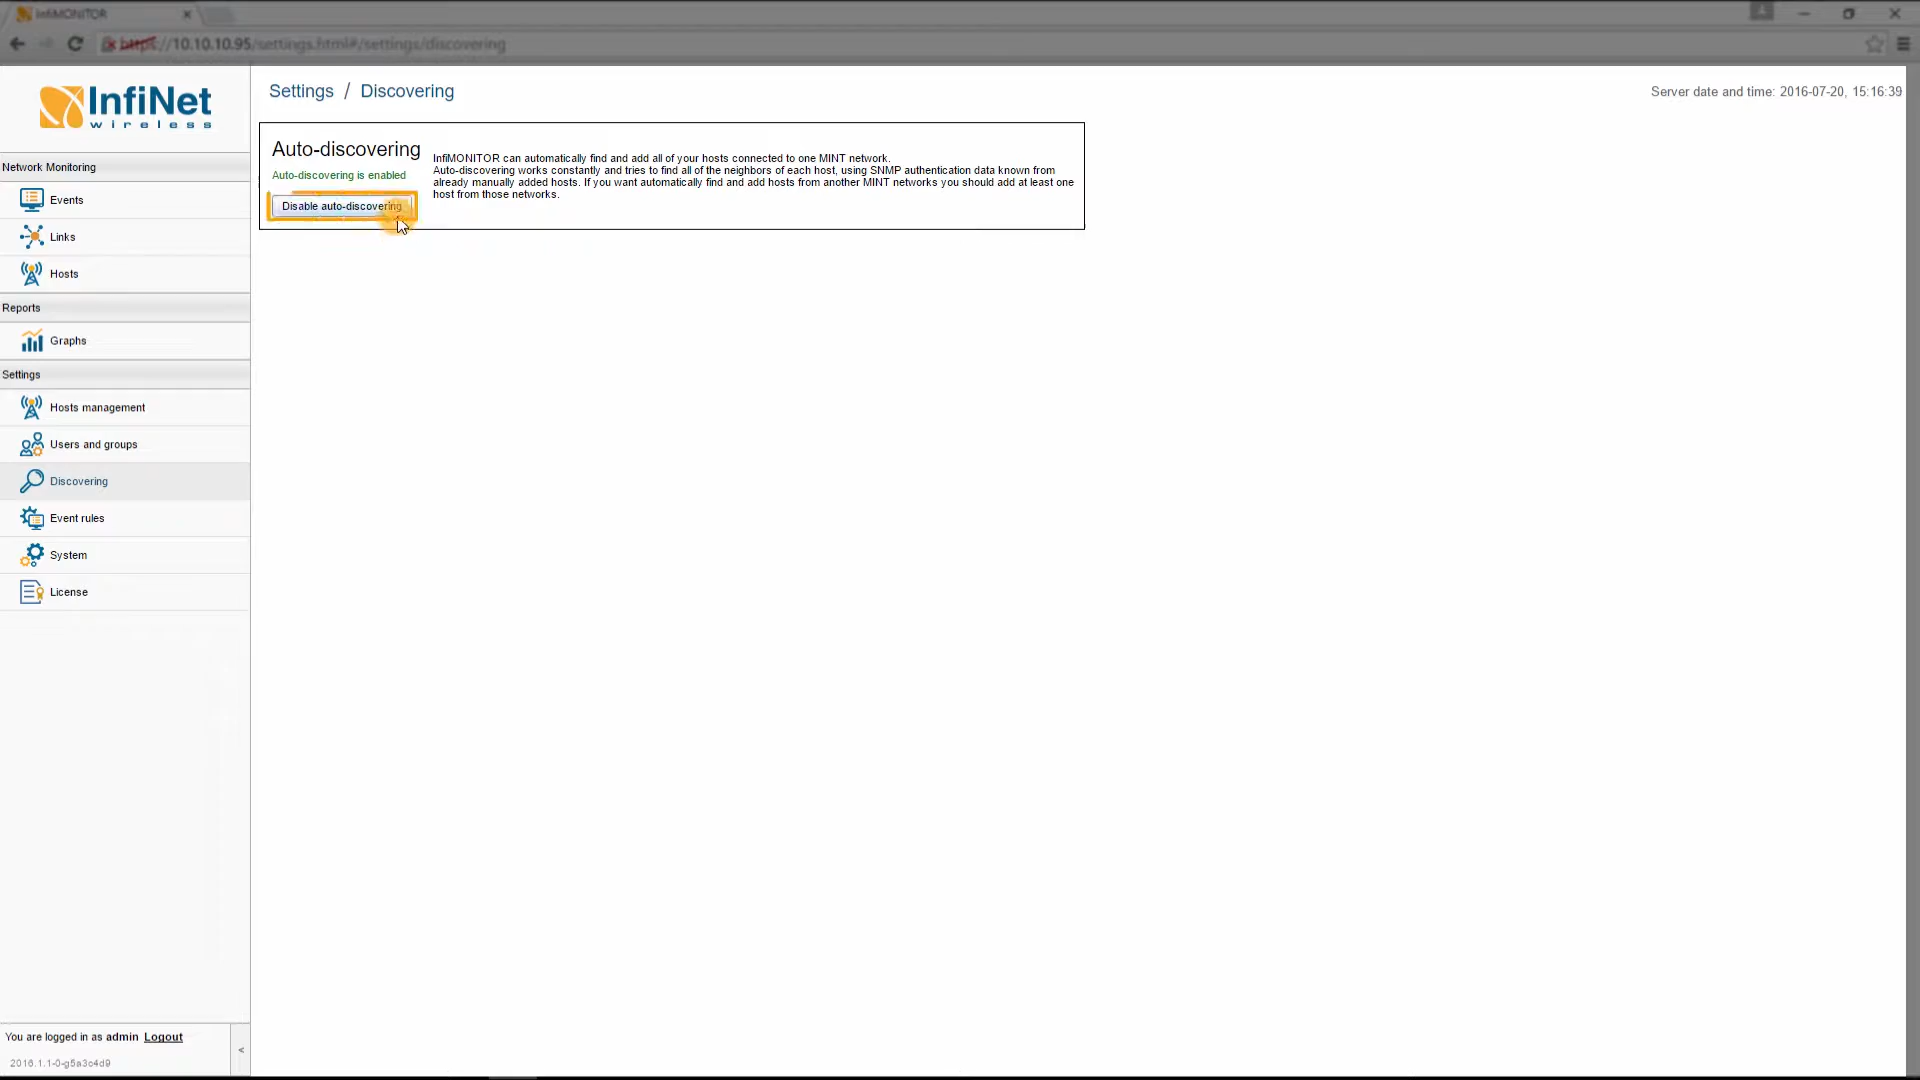 InfiMONITOR
https://10.10.10.95/settings.html#/settings/discovering
InfiNet
wireless
Settings / Discovering
Server date and time: 2016-07-20, 15:16:39
Auto-discovering
Auto-discovering is enabled
Disable auto-discovering
InfiMONITOR can automatically find and add all of your hosts connected to one MINT network.
Auto-discovering works constantly and tries to find all of the neighbors of each host, using SNMP authentication data known from
already manually added hosts. If you want automatically find and add hosts from another MINT networks you should add at least one
host from those networks.
Network Monitoring
Events
Links
Hosts
Reports
Graphs
Settings
Hosts management
Users and groups
Discovering
Event rules
System
License
You are logged in as admin Logout
<
2016.1.1-0-g5a3c4d9